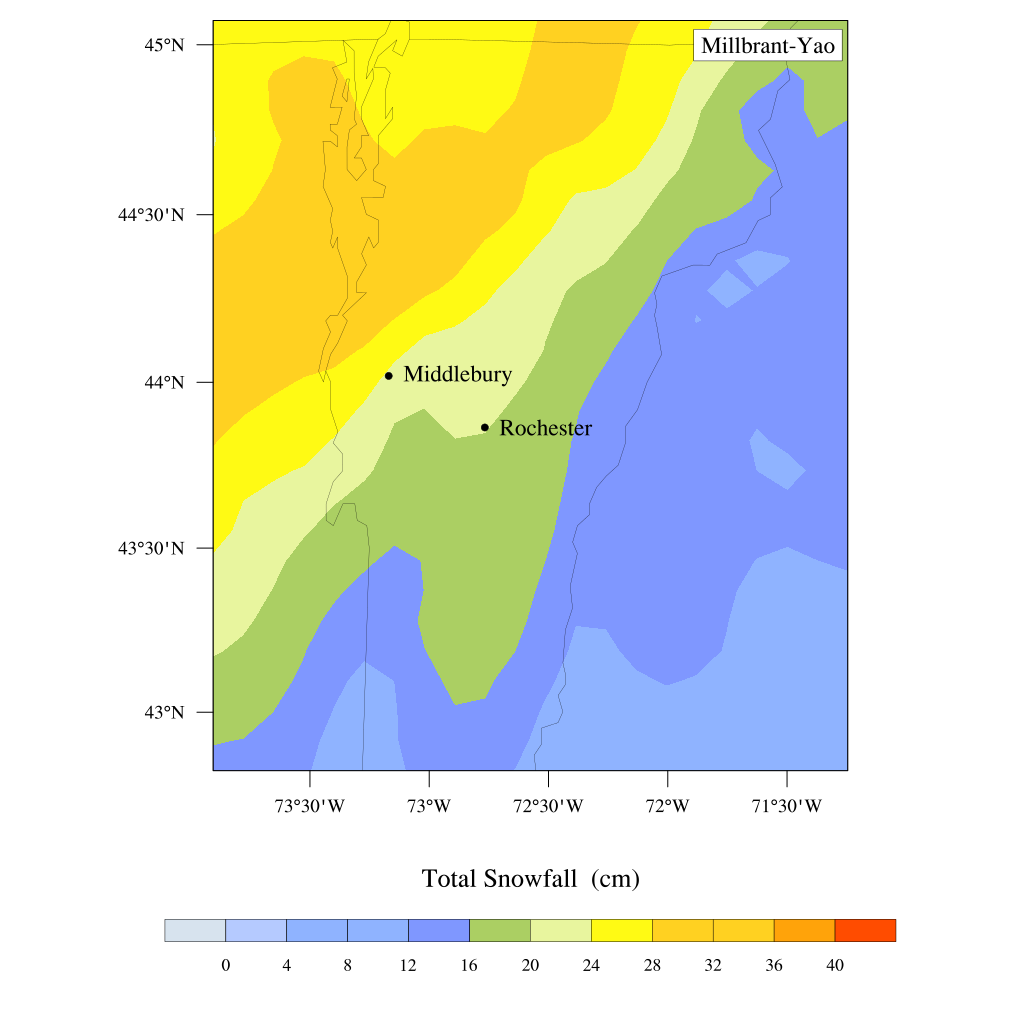 Millbrant-Yao
45°N
44°30'N
44°N
43°30'N
43°N
Middlebury
Rochester
73°30'W 73°W 72°30'W 72°W 71°30'W
Total Snowfall (cm)
0 4 8 12 16 20 24 28 32 36 40